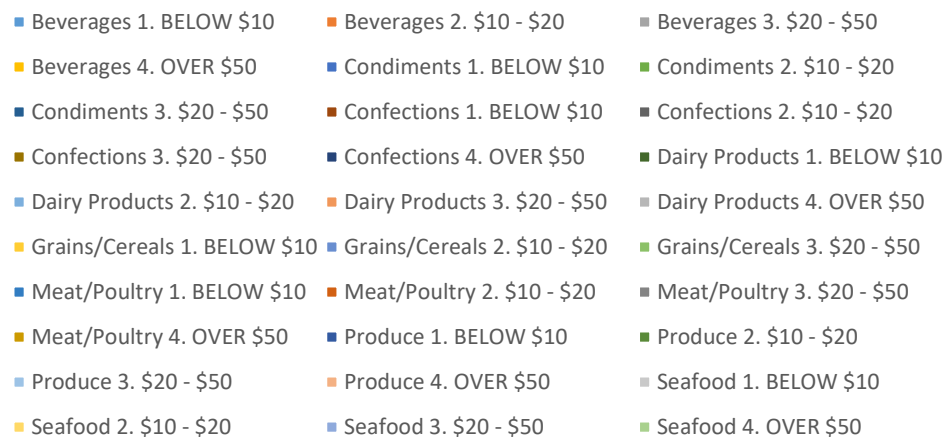 Beverages 1. BELOW $10 Beverages 2. $10 - $20 Beverages 3. $20 - $50
Beverages 4. OVER $50 Condiments 1. BELOW $10 Condiments 2. $10 - $20
Condiments 3. $20 - $50 Confections 1. BELOW $10 Confections 2. $10 - $20
Confections 3. $20 - $50 Confections 4. OVER $50 Dairy Products 1. BELOW $10
Dairy Products 2. $10 - $20 Dairy Products 3. $20 - $50 Dairy Products 4. OVER $50
Grains/Cereals 1. BELOW $10 Grains/Cereals 2. $10 - $20 Grains/Cereals 3. $20 - $50
Meat/Poultry 1. BELOW $10 Meat/Poultry 2. $10 - $20 Meat/Poultry 3. $20 - $50
Meat/Poultry 4. OVER $50 Produce 1. BELOW $10 Produce 2. $10 - $20
Produce 3. $20 - $50 Produce 4. OVER $50 Seafood 1. BELOW $10
Seafood 2. $10 - $20 Seafood 3. $20 - $50 Seafood 4. OVER $50